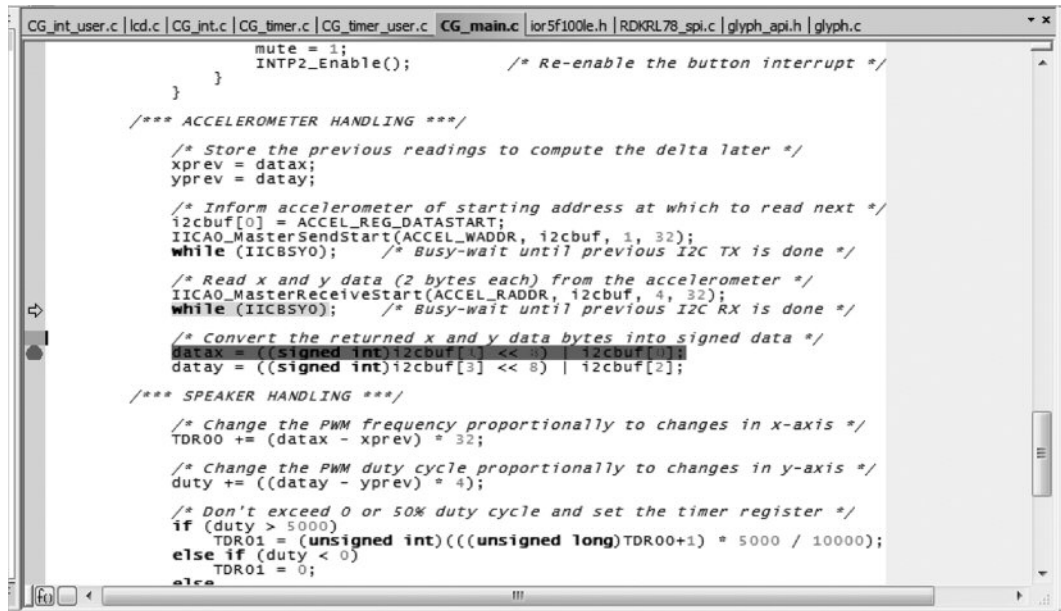 CG_int_user.c | lcd.c | CG_int.c | CG_timer.c | CG_timer_user.c CG_main.c ior5f100le.h | RDKRL78_spi.c | glyph_api.h | glyph.c
mute = 1;
INTP2_Enable(); /* Re-enable the button interrupt */
}
}
/*** ACCELEROMETER HANDLING ***/
/* Store the previous readings to compute the delta later */
xprev = datax;
yprev = datay;
/* Inform accelerometer of starting address at which to read next */
i2cbuf[0] = ACCEL_REG_DATASTART;
IICA0_MasterSendStart(ACCEL_WADDR, i2cbuf, 1, 32);
while (IICBSY0); /* Busy-wait until previous I2C TX is done */
/* Read x and y data (2 bytes each) from the accelerometer */
IICA0_MasterReceiveStart(ACCEL_RADDR, i2cbuf, 4, 32);
while (IICBSY0); /* Busy-wait until previous I2C RX is done */
/* Convert the returned x and y data bytes into signed data */
datax = ((signed int)i2cbuf[1] << 8) | i2cbuf[0];
datay = ((signed int)i2cbuf[3] << 8) | i2cbuf[2];
/*** SPEAKER HANDLING ***/
/* Change the PWM frequency proportionally to changes in x-axis */
TDR00 += (datax - xprev) * 32;
/* Change the PWM duty cycle proportionally to changes in y-axis */
duty += ((datay - yprev) * 4);
/* Don't exceed 0 or 50% duty cycle and set the timer register */
if (duty > 5000)
TDR01 = (unsigned int)(((unsigned long)TDR00+1) * 5000 / 10000);
else if (duty < 0)
TDR01 = 0;
else
f()